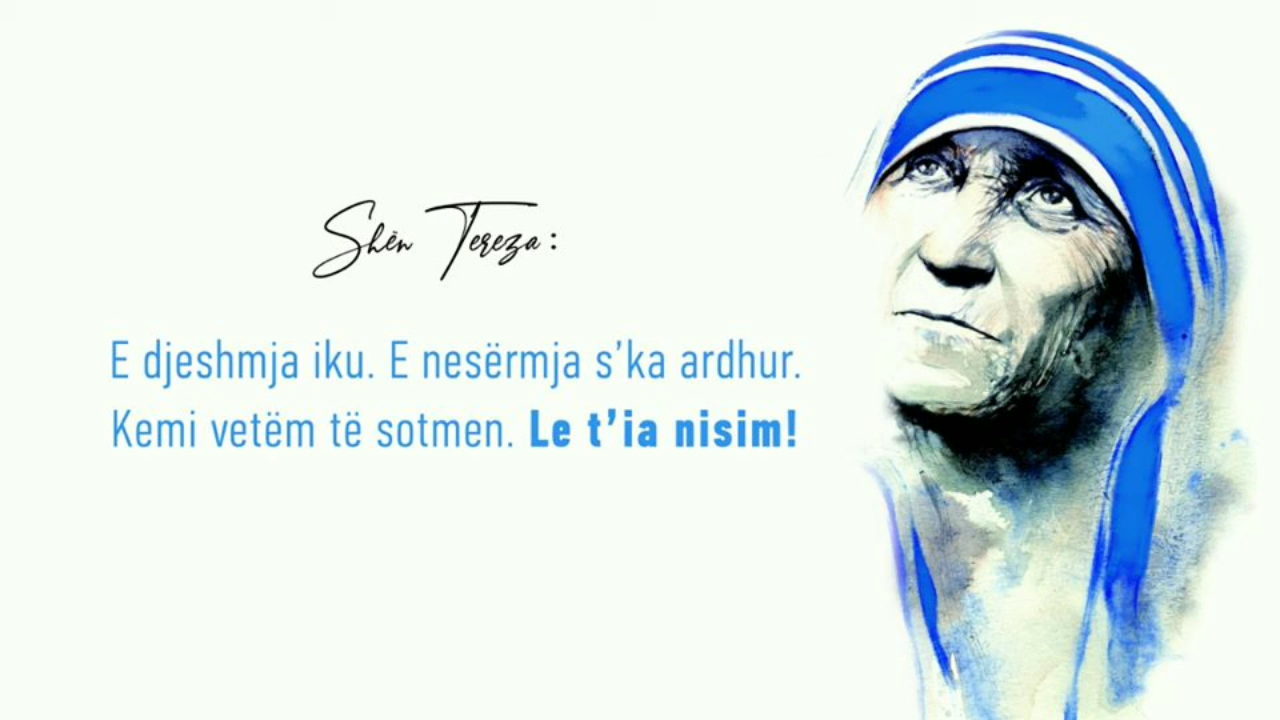 Shën Tereza:
E djeshmja iku. E nesërmja s’ka ardhur.
Kemi vetëm të sotmen. Le t’ia nisim!